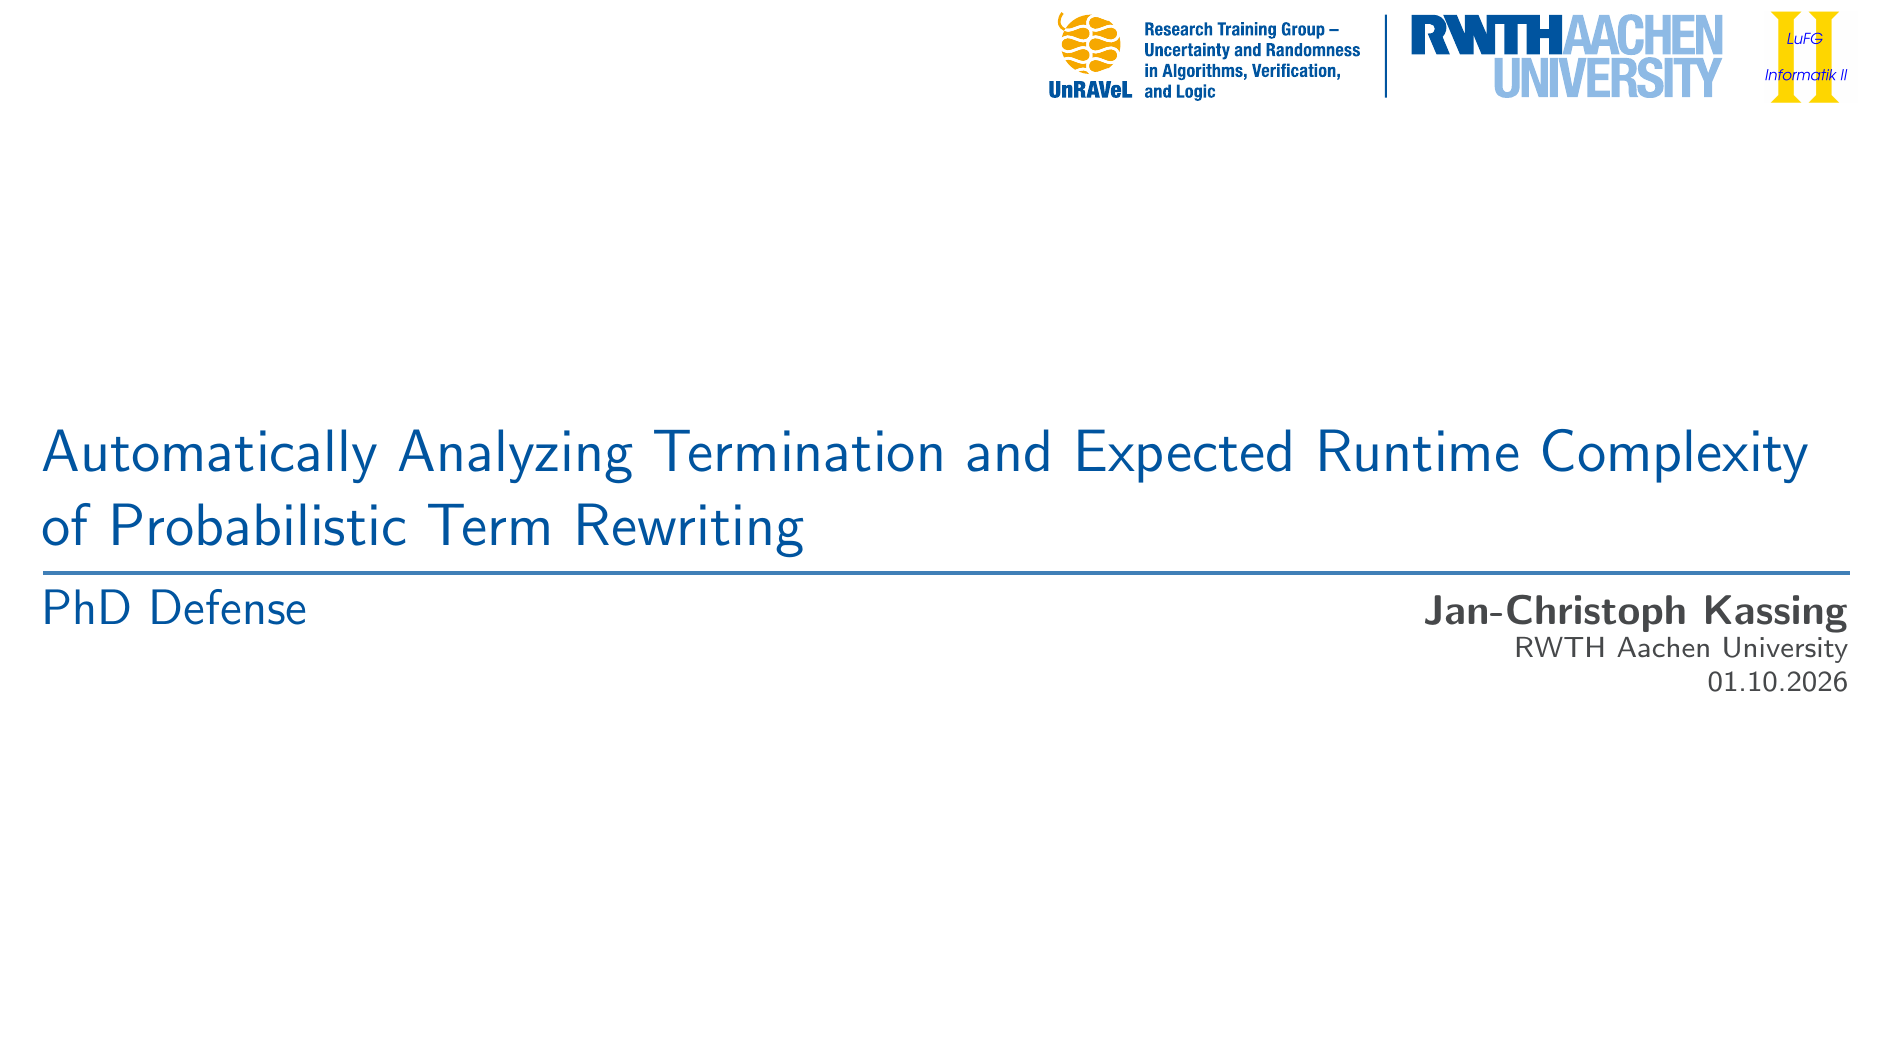 Research Training Group –
Uncertainty and Randomness
in Algorithms, Verification,
and Logic
UnRAVeL
RWTHAACHEN
UNIVERSITY
LuFG
Informatik II
Automatically Analyzing Termination and Expected Runtime Complexity
of Probabilistic Term Rewriting
PhD Defense
Jan-Christoph Kassing
RWTH Aachen University
01.10.2026